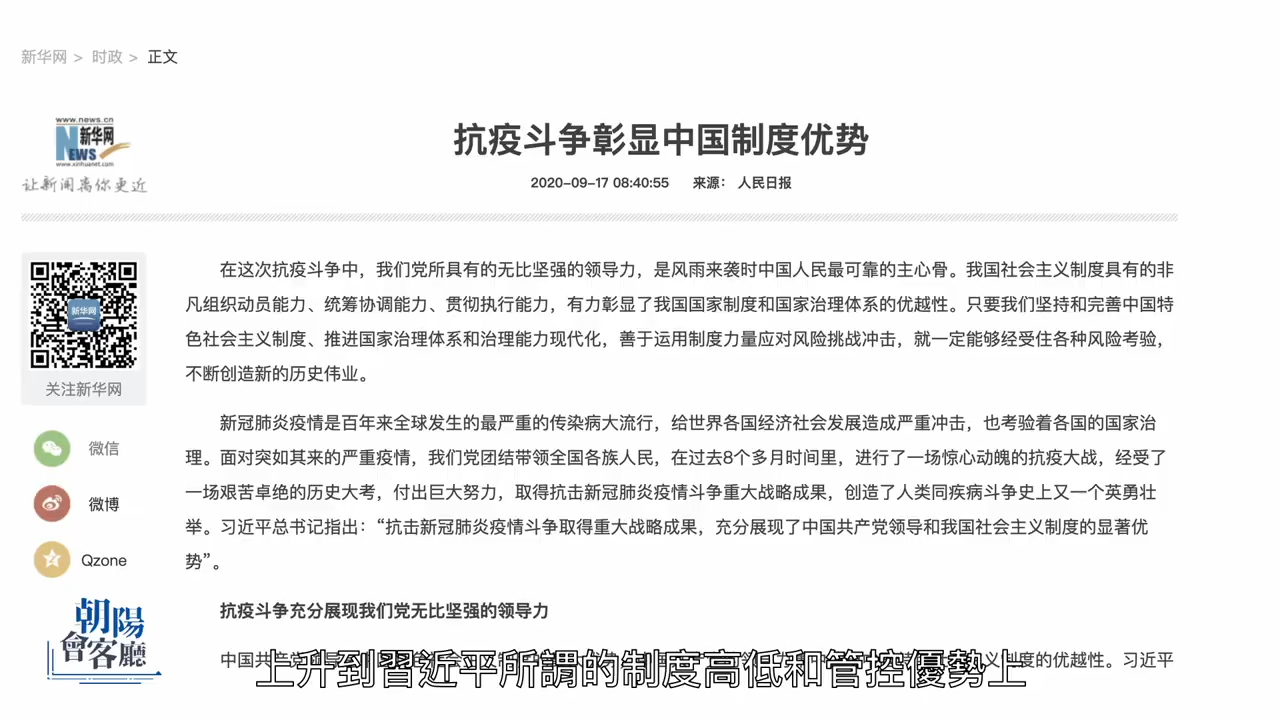 新华网 > 时政 > 正文
www.news.cn
新华网
NEWS
www.xinhuanet.com
让新闻离你更近
抗疫斗争彰显中国制度优势
2020-09-17 08:40:55 来源： 人民日报
在这次抗疫斗争中，我们党所具有的无比坚强的领导力，是风雨来袭时中国人民最可靠的主心骨。我国社会主义制度具有的非
凡组织动员能力、统筹协调能力、贯彻执行能力，有力彰显了我国国家制度和国家治理体系的优越性。只要我们坚持和完善中国特
色社会主义制度、推进国家治理体系和治理能力现代化，善于运用制度力量应对风险挑战冲击，就一定能够经受住各种风险考验，
不断创造新的历史伟业。
新华网
关注新华网
新冠肺炎疫情是百年来全球发生的最严重的传染病大流行，给世界各国经济社会发展造成严重冲击，也考验着各国的国家治
理。面对突如其来的严重疫情，我们党团结带领全国各族人民，在过去8个多月时间里，进行了一场惊心动魄的抗疫大战，经受了
一场艰苦卓绝的历史大考，付出巨大努力，取得抗击新冠肺炎疫情斗争重大战略成果，创造了人类同疾病斗争史上又一个英勇壮
举。习近平总书记指出：“抗击新冠肺炎疫情斗争取得重大战略成果，充分展现了中国共产党领导和我国社会主义制度的显著优
势”。
微信
微博
Qzone
抗疫斗争充分展现我们党无比坚强的领导力
中国共产
义制度的优越性。习近平
朝陽
會客廳
上升到習近平所謂的制度高低和管控優勢上